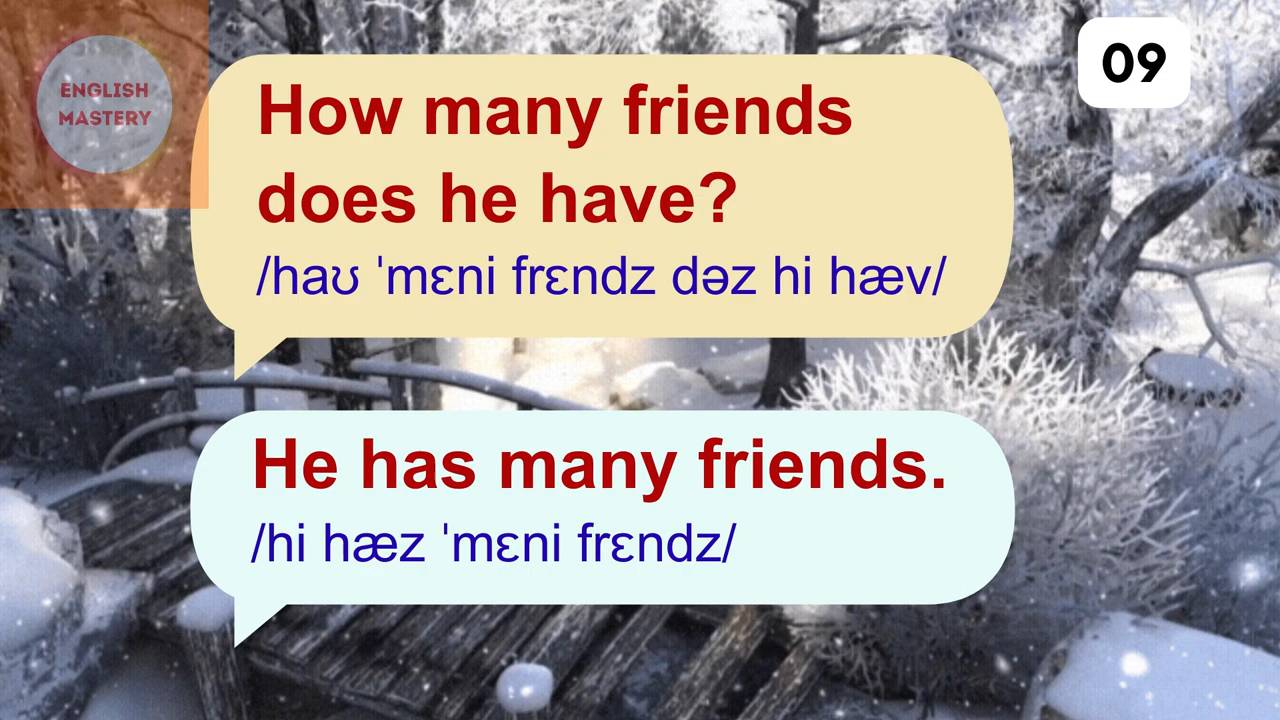 ENGLISH
MASTERY
09
How many friends
does he have?
/haʊ ˈmɛni frɛndz dəz hi hæv/
He has many friends.
/hi hæz ˈmɛni frɛndz/